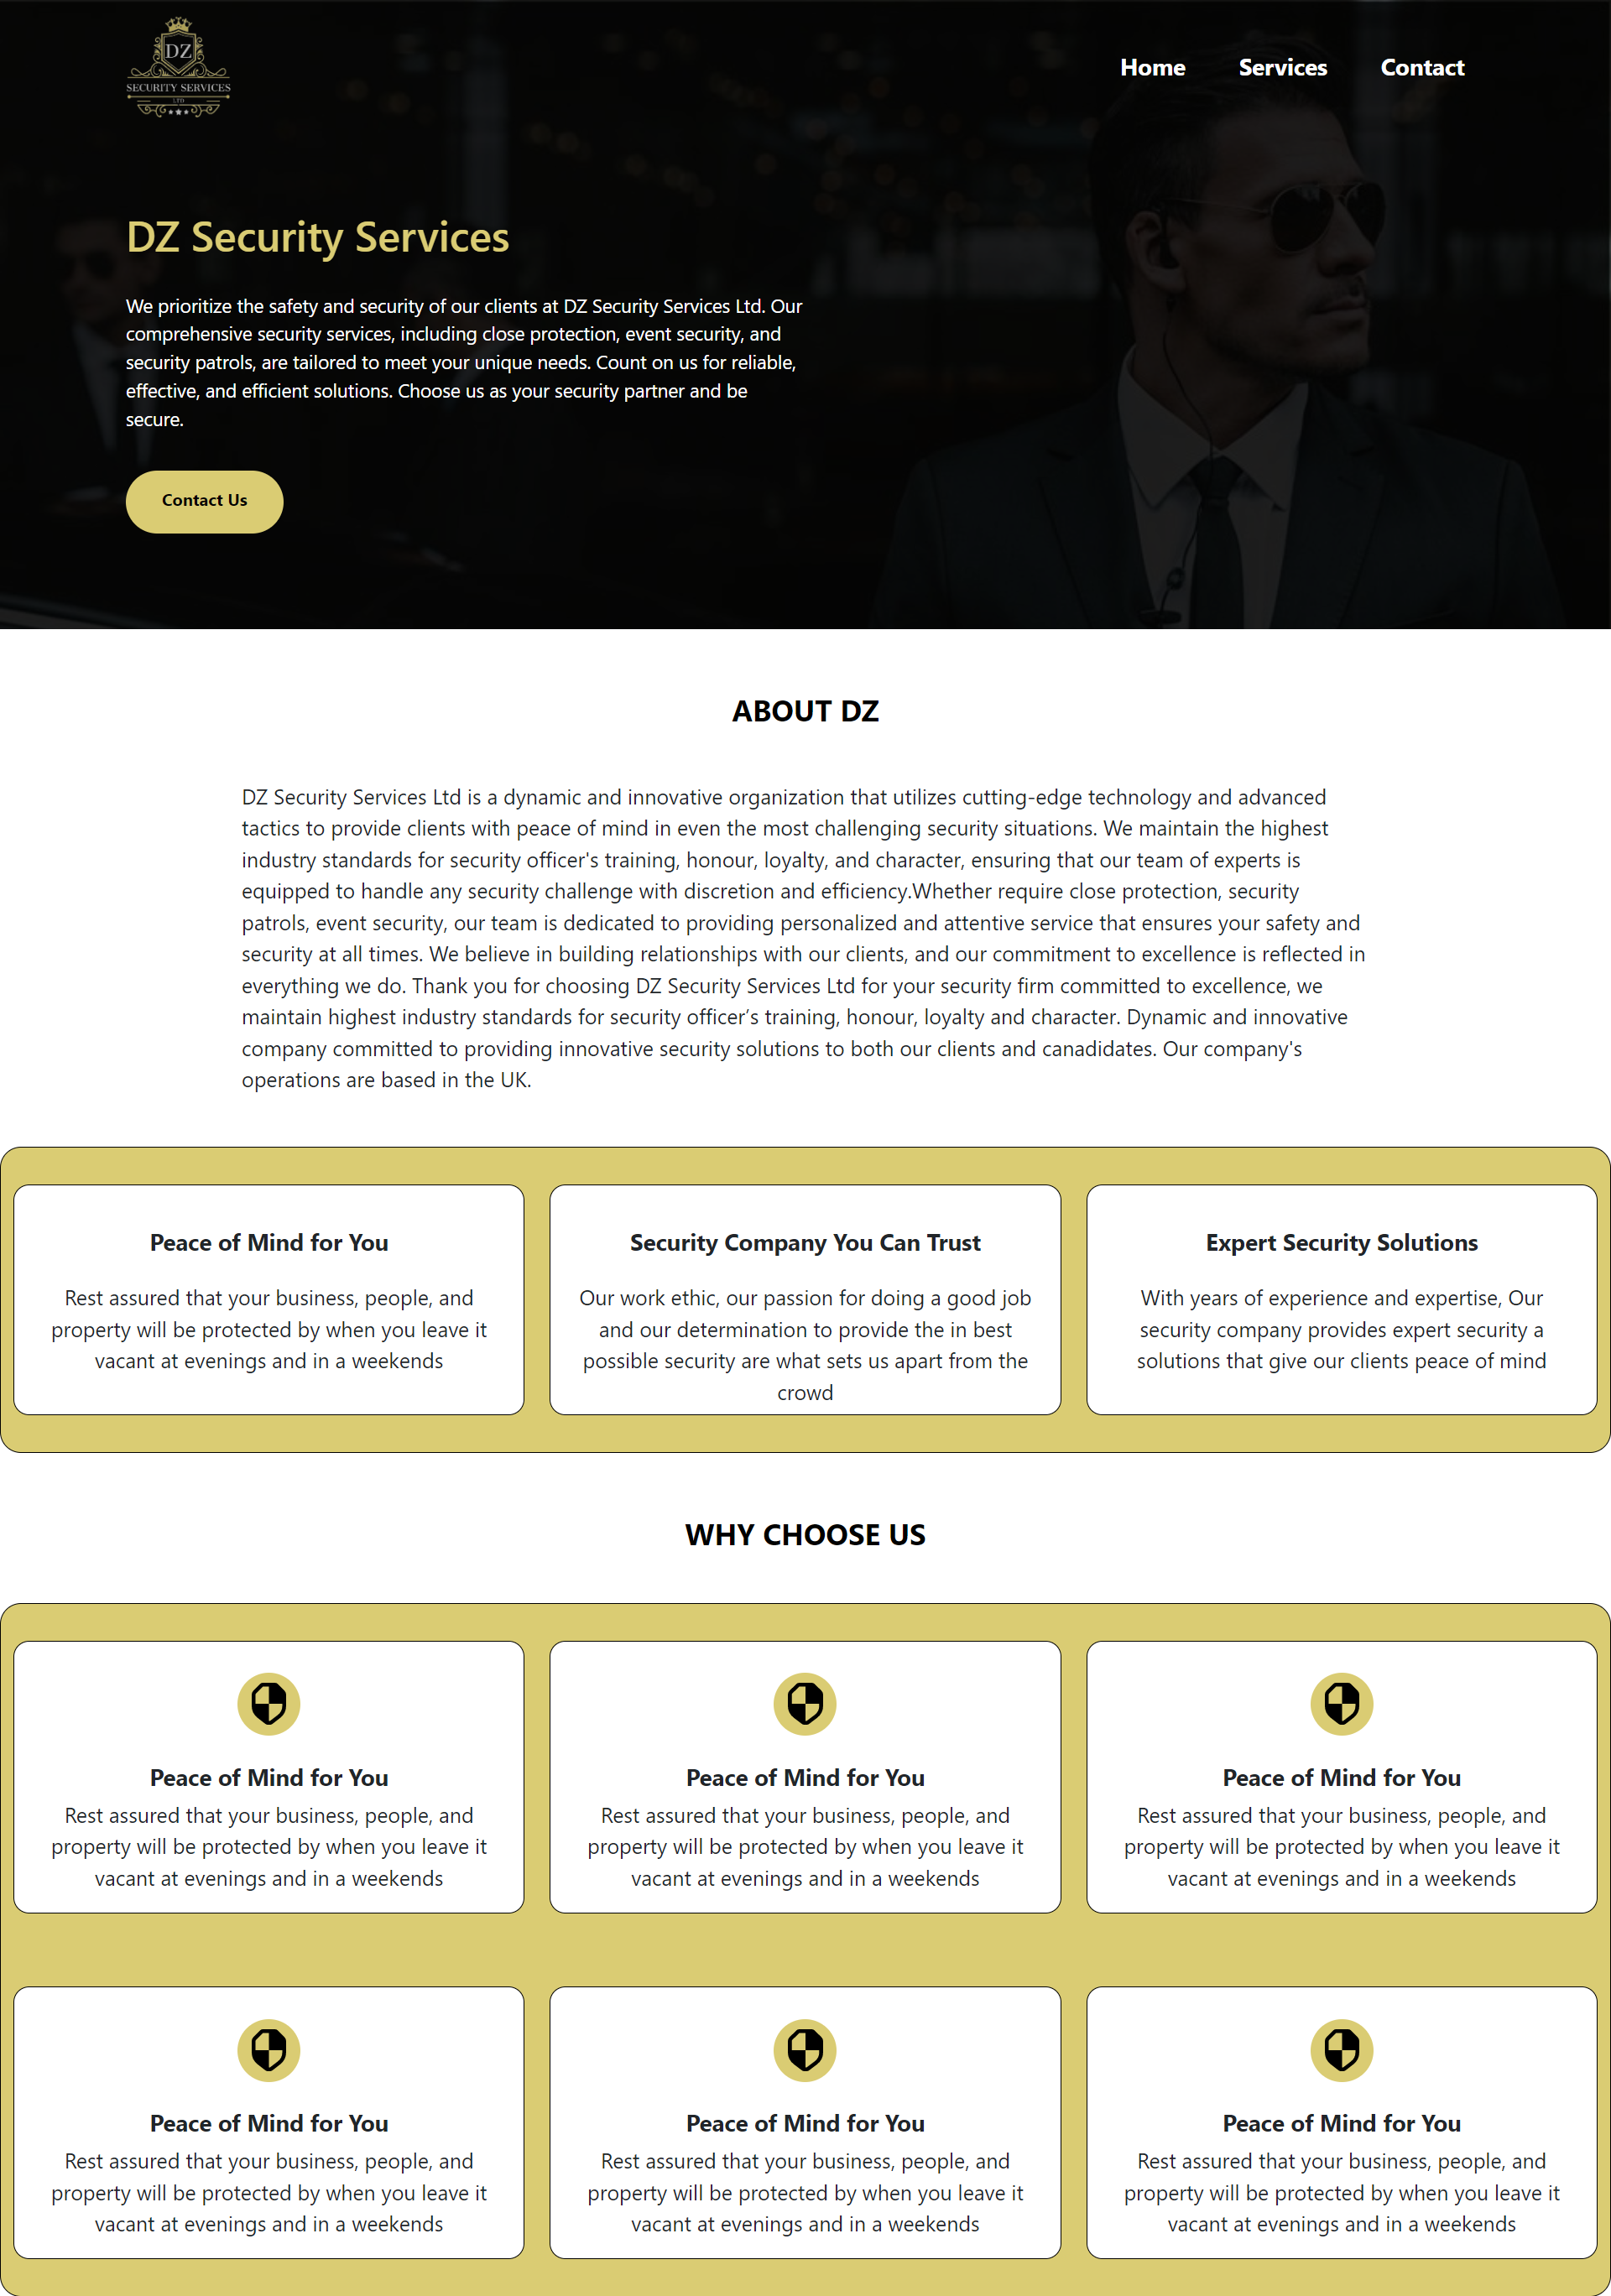 DZ
SECURITY SERVICES
LTD
Home Services Contact
DZ Security Services
We prioritize the safety and security of our clients at DZ Security Services Ltd. Our
comprehensive security services, including close protection, event security, and
security patrols, are tailored to meet your unique needs. Count on us for reliable,
effective, and efficient solutions. Choose us as your security partner and be
secure.
Contact Us
ABOUT DZ
DZ Security Services Ltd is a dynamic and innovative organization that utilizes cutting-edge technology and advanced
tactics to provide clients with peace of mind in even the most challenging security situations. We maintain the highest
industry standards for security officer's training, honour, loyalty, and character, ensuring that our team of experts is
equipped to handle any security challenge with discretion and efficiency.Whether require close protection, security
patrols, event security, our team is dedicated to providing personalized and attentive service that ensures your safety and
security at all times. We believe in building relationships with our clients, and our commitment to excellence is reflected in
everything we do. Thank you for choosing DZ Security Services Ltd for your security firm committed to excellence, we
maintain highest industry standards for security officer’s training, honour, loyalty and character. Dynamic and innovative
company committed to providing innovative security solutions to both our clients and canadidates. Our company's
operations are based in the UK.
Peace of Mind for You
Rest assured that your business, people, and
property will be protected by when you leave it
vacant at evenings and in a weekends
Security Company You Can Trust
Our work ethic, our passion for doing a good job
and our determination to provide the in best
possible security are what sets us apart from the
crowd
Expert Security Solutions
With years of experience and expertise, Our
security company provides expert security a
solutions that give our clients peace of mind
WHY CHOOSE US
Peace of Mind for You
Rest assured that your business, people, and
property will be protected by when you leave it
vacant at evenings and in a weekends
Peace of Mind for You
Rest assured that your business, people, and
property will be protected by when you leave it
vacant at evenings and in a weekends
Peace of Mind for You
Rest assured that your business, people, and
property will be protected by when you leave it
vacant at evenings and in a weekends
Peace of Mind for You
Rest assured that your business, people, and
property will be protected by when you leave it
vacant at evenings and in a weekends
Peace of Mind for You
Rest assured that your business, people, and
property will be protected by when you leave it
vacant at evenings and in a weekends
Peace of Mind for You
Rest assured that your business, people, and
property will be protected by when you leave it
vacant at evenings and in a weekends